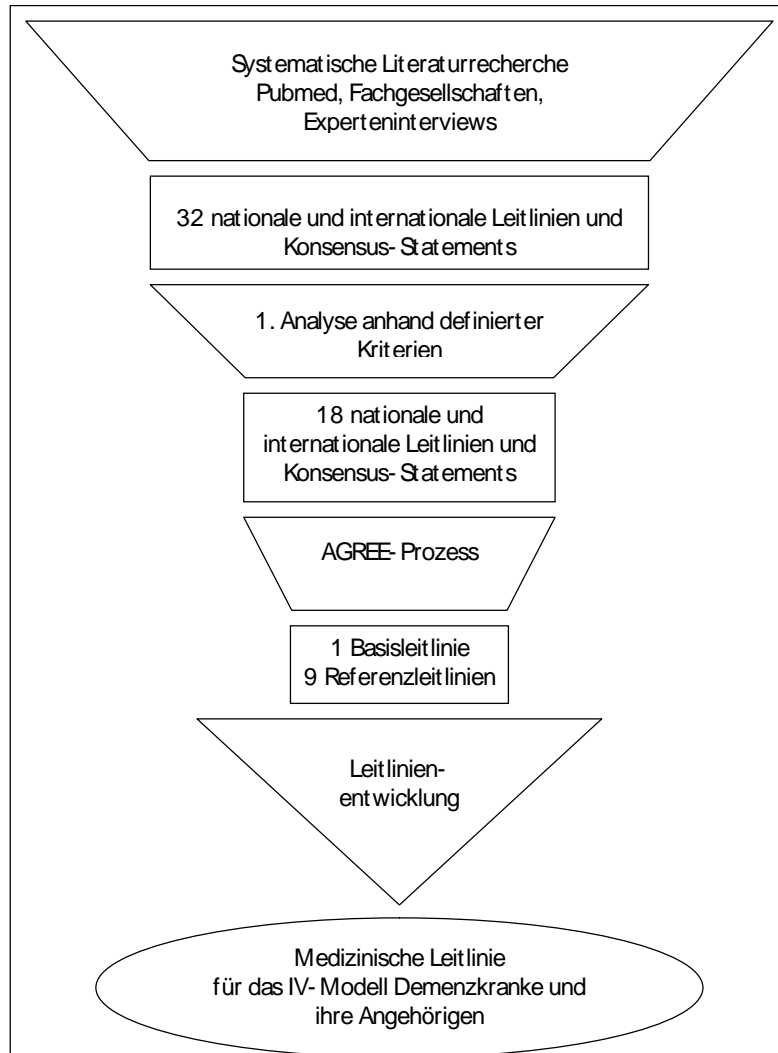 Systematische Literaturrecherche
Pubmed, Fachgesellschaften,
Experteninterviews
32 nationale und internationale Leitlinien und
Konsensus-Statements
1. Analyse anhand definierter
Kriterien
18 nationale und
internationale Leitlinien und
Konsensus-Statements
AGREE-Prozess
1 Basisleitlinie
9 Referenzleitlinien
Leitlinien-
entwicklung
Medizinische Leitlinie
für das IV-Modell Demenzkranke und
ihre Angehörigen